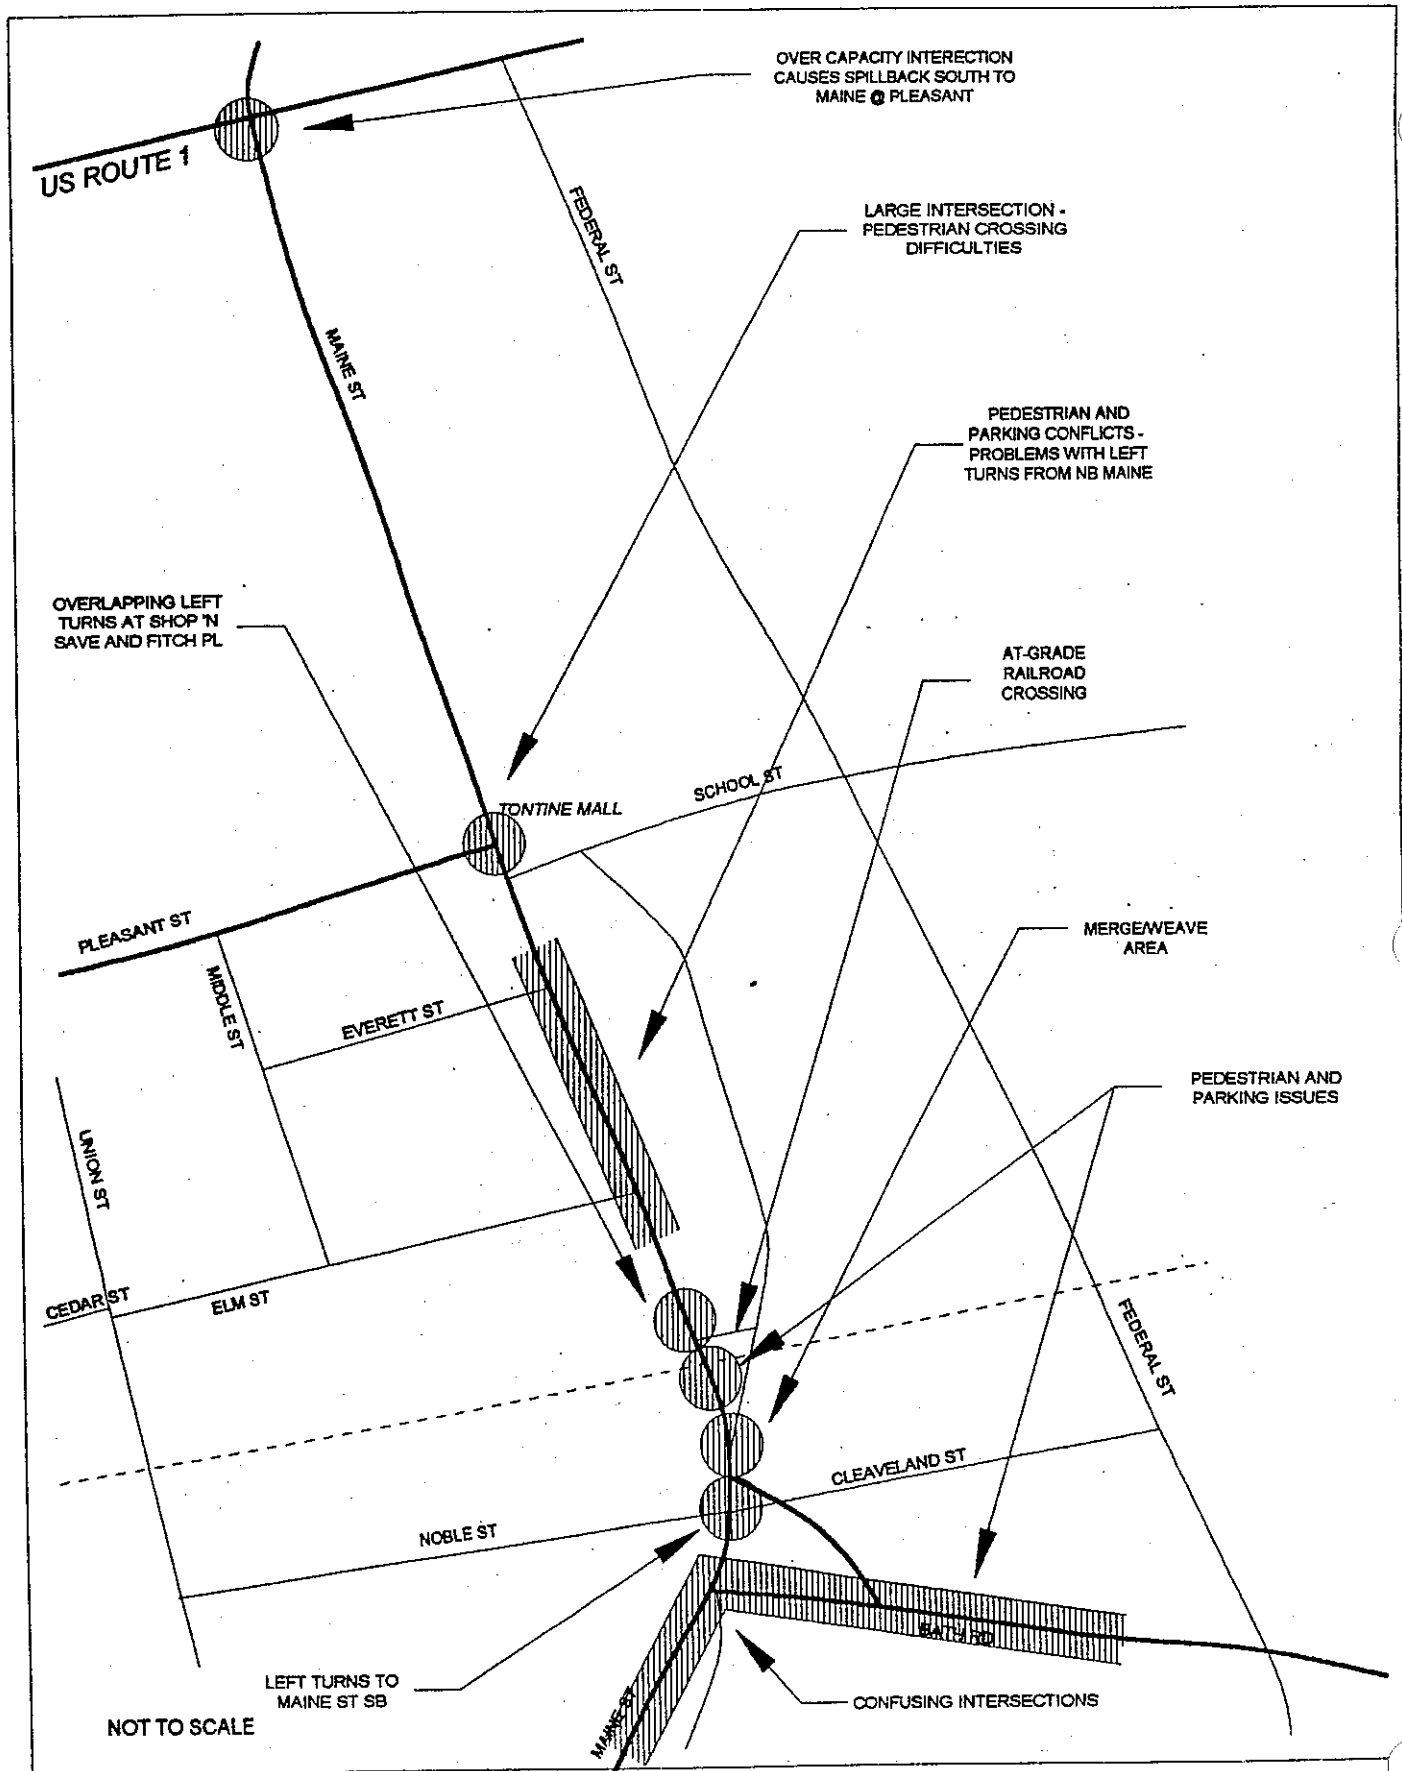 OVER CAPACITY INTERECTION
CAUSES SPILLBACK SOUTH TO
MAINE @ PLEASANT
US ROUTE 1
FEDERAL ST
LARGE INTERSECTION -
PEDESTRIAN CROSSING
DIFFICULTIES
MAINE ST
PEDESTRIAN AND
PARKING CONFLICTS -
PROBLEMS WITH LEFT
TURNS FROM NB MAINE
OVERLAPPING LEFT
TURNS AT SHOP 'N
SAVE AND FITCH PL
AT-GRADE
RAILROAD
CROSSING
SCHOOL ST
TONTINE MALL
PLEASANT ST
MERGE/WEAVE
AREA
MIDDLE ST
EVERETT ST
PEDESTRIAN AND
PARKING ISSUES
UNION ST
CEDAR ST
ELM ST
FEDERAL ST
CLEAVELAND ST
NOBLE ST
BATH RD
LEFT TURNS TO
MAINE ST SB
MAINE ST
CONFUSING INTERSECTIONS
NOT TO SCALE